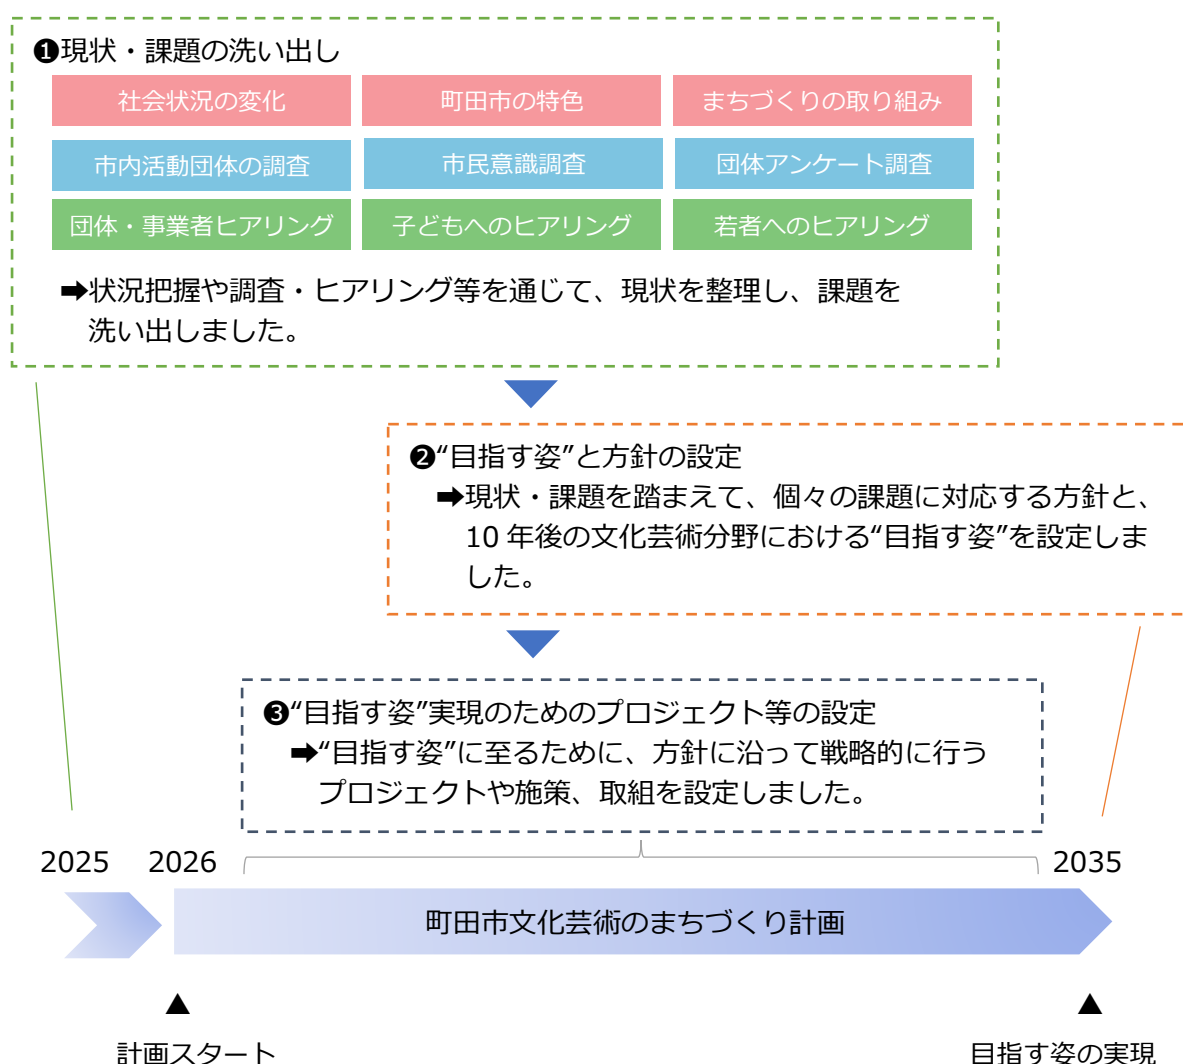 ❶現状・課題の洗い出し
社会状況の変化
町田市の特色
まちづくりの取り組み
市内活動団体の調査
市民意識調査
団体アンケート調査
団体・事業者ヒアリング
子どもへのヒアリング
若者へのヒアリング
➡状況把握や調査・ヒアリング等を通じて、現状を整理し、課題を
洗い出しました。
❷“目指す姿”と方針の設定
➡現状・課題を踏まえて、個々の課題に対応する方針と、
10 年後の文化芸術分野における“目指す姿”を設定しま
した。
❸“目指す姿”実現のためのプロジェクト等の設定
➡“目指す姿”に至るために、方針に沿って戦略的に行う
プロジェクトや施策、取組を設定しました。
2025
2026
2035
町田市文化芸術のまちづくり計画
▲
▲
計画スタート
目指す姿の実現